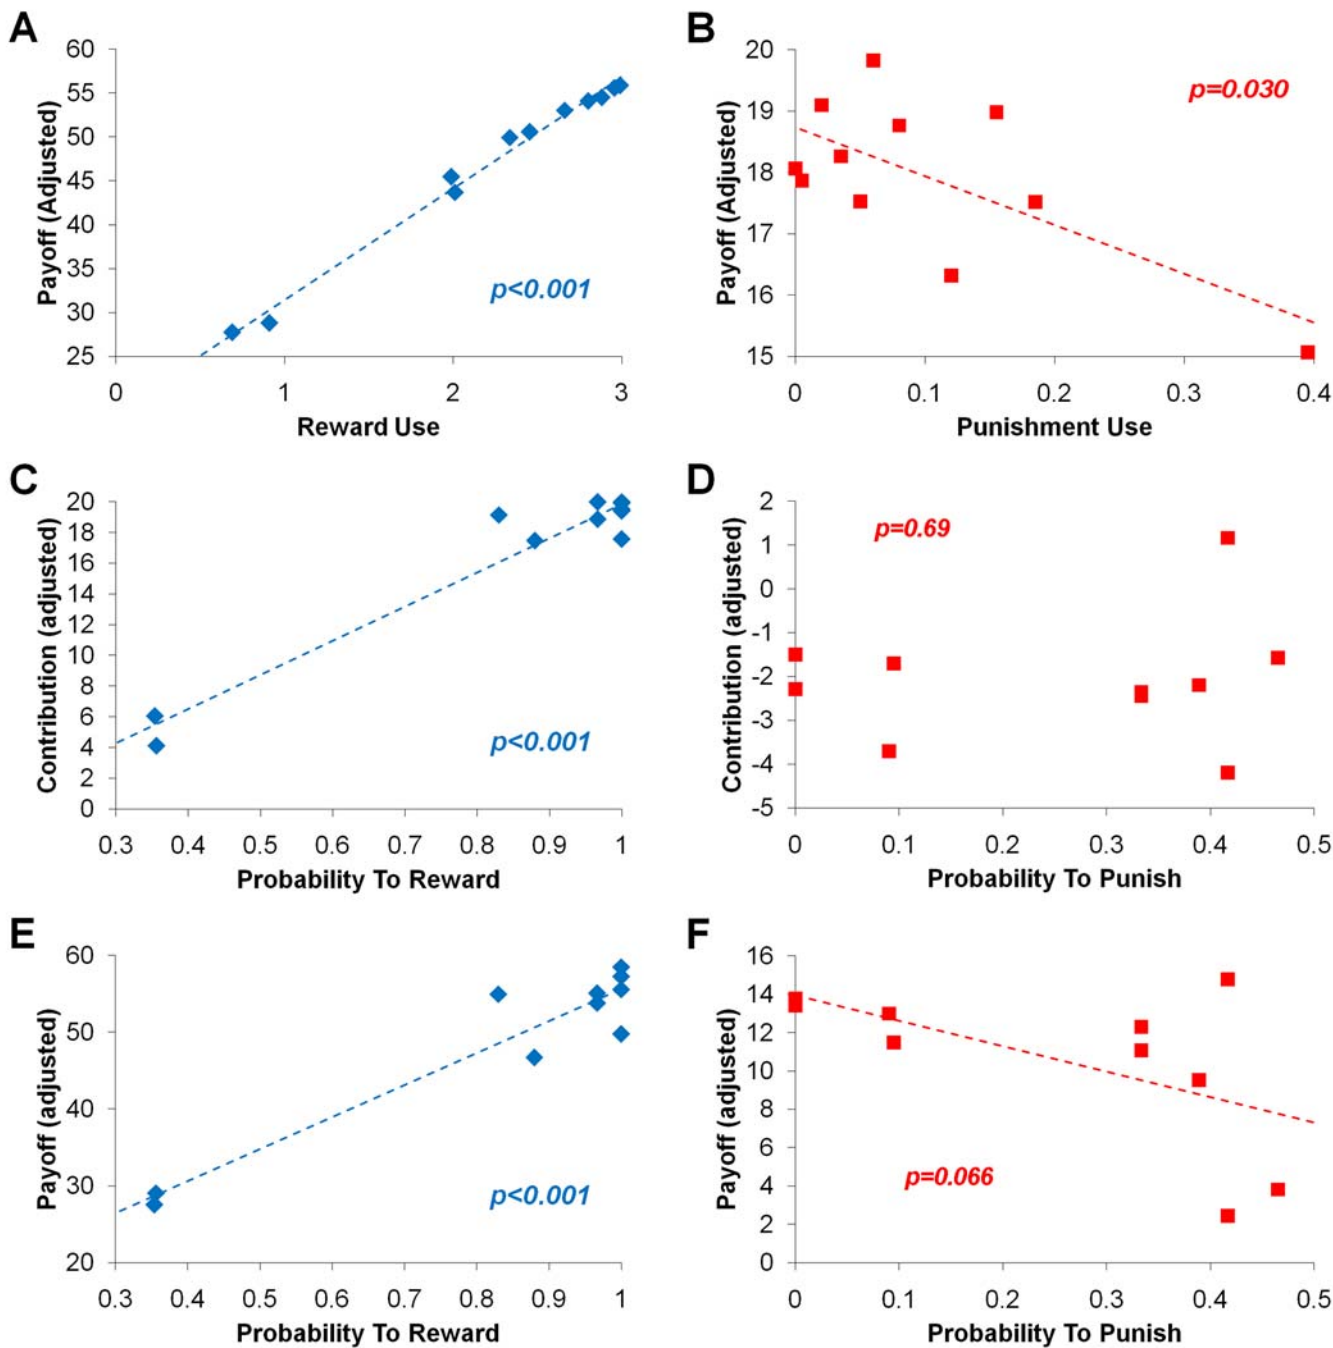 A
60
55
50
45
40
35
30
25
0 1 2 3
Payoff (Adjusted)
Reward Use
p<0.001
B
20
19
18
17
16
15
0 0.1 0.2 0.3 0.4
Payoff (Adjusted)
Punishment Use
p=0.030
C
20
18
16
14
12
10
8
6
4
2
0
0.3 0.4 0.5 0.6 0.7 0.8 0.9 1
Contribution (adjusted)
Probability To Reward
p<0.001
D
2
1
0
-1
-2
-3
-4
-5
0 0.1 0.2 0.3 0.4 0.5
Contribution (adjusted)
Probability To Punish
p=0.69
E
60
50
40
30
20
0.3 0.4 0.5 0.6 0.7 0.8 0.9 1
Payoff (adjusted)
Probability To Reward
p<0.001
F
16
14
12
10
8
6
4
2
0
0 0.1 0.2 0.3 0.4 0.5
Payoff (adjusted)
Probability To Punish
p=0.066